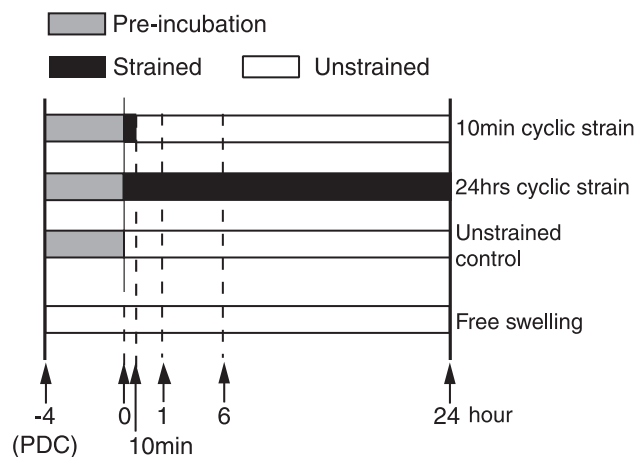 Pre-incubation
Strained Unstrained
10min cyclic strain
24hrs cyclic strain
Unstrained
control
Free swelling
-4 0 1 6 24 hour
(PDC) 10min